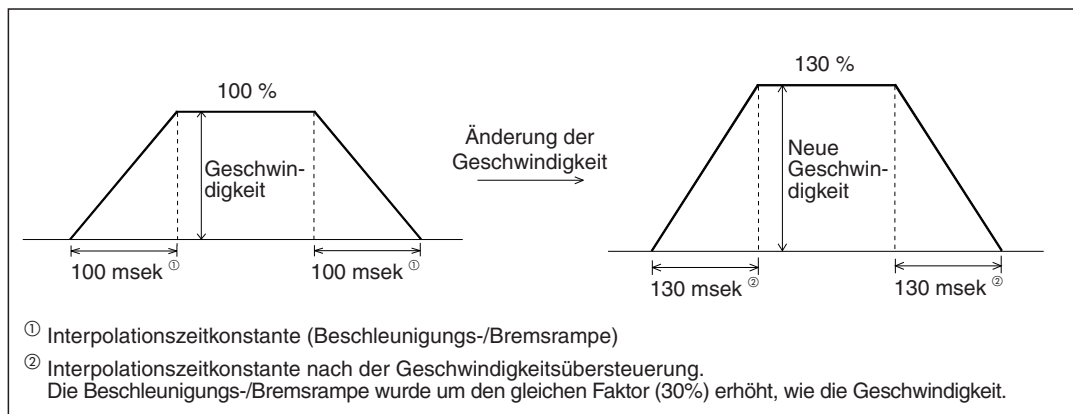 100 %
Geschwin-
digkeit
100 msek ①
100 msek ①
Änderung der
Geschwindigkeit
130 %
Neue
Geschwin-
digkeit
130 msek ②
130 msek ②
① Interpolationszeitkonstante (Beschleunigungs-/Bremsrampe)
② Interpolationszeitkonstante nach der Geschwindigkeitsübersteuerung.
Die Beschleunigungs-/Bremsrampe wurde um den gleichen Faktor (30%) erhöht, wie die Geschwindigkeit.